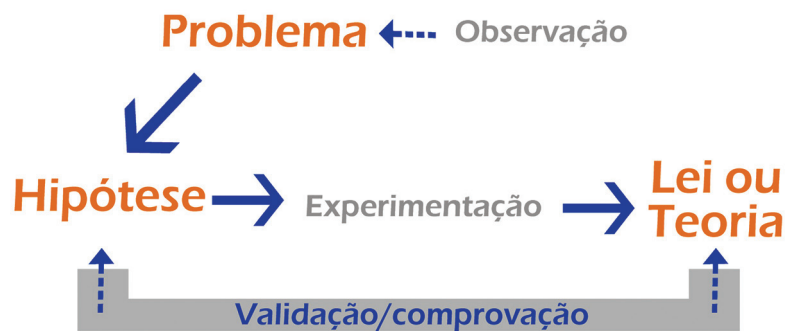 Problema Observação
Hipótese Experimentação Lei ou
Teoria
Validação/comprovação